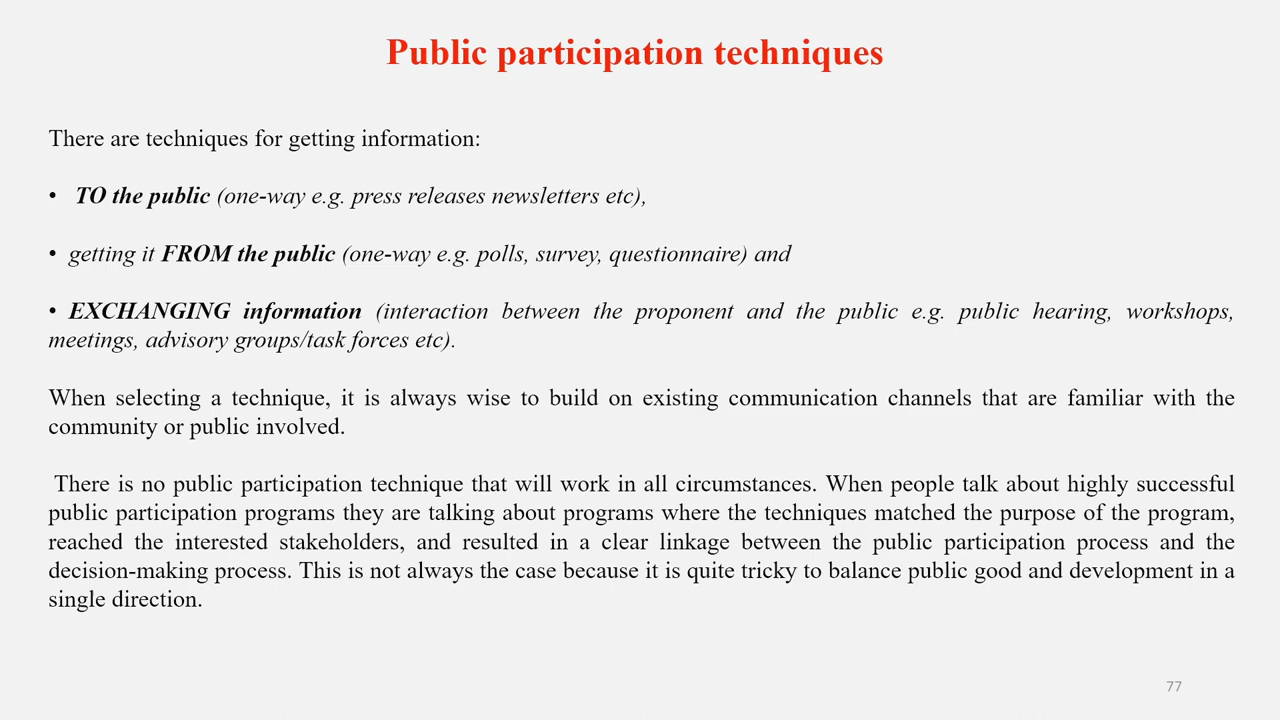 Public participation techniques
There are techniques for getting information:
• TO the public (one-way e.g. press releases newsletters etc),
• getting it FROM the public (one-way e.g. polls, survey, questionnaire) and
• EXCHANGING information (interaction between the proponent and the public e.g. public hearing, workshops,
meetings, advisory groups/task forces etc).
When selecting a technique, it is always wise to build on existing communication channels that are familiar with the
community or public involved.
There is no public participation technique that will work in all circumstances. When people talk about highly successful
public participation programs they are talking about programs where the techniques matched the purpose of the program,
reached the interested stakeholders, and resulted in a clear linkage between the public participation process and the
decision-making process. This is not always the case because it is quite tricky to balance public good and development in a
single direction.
77